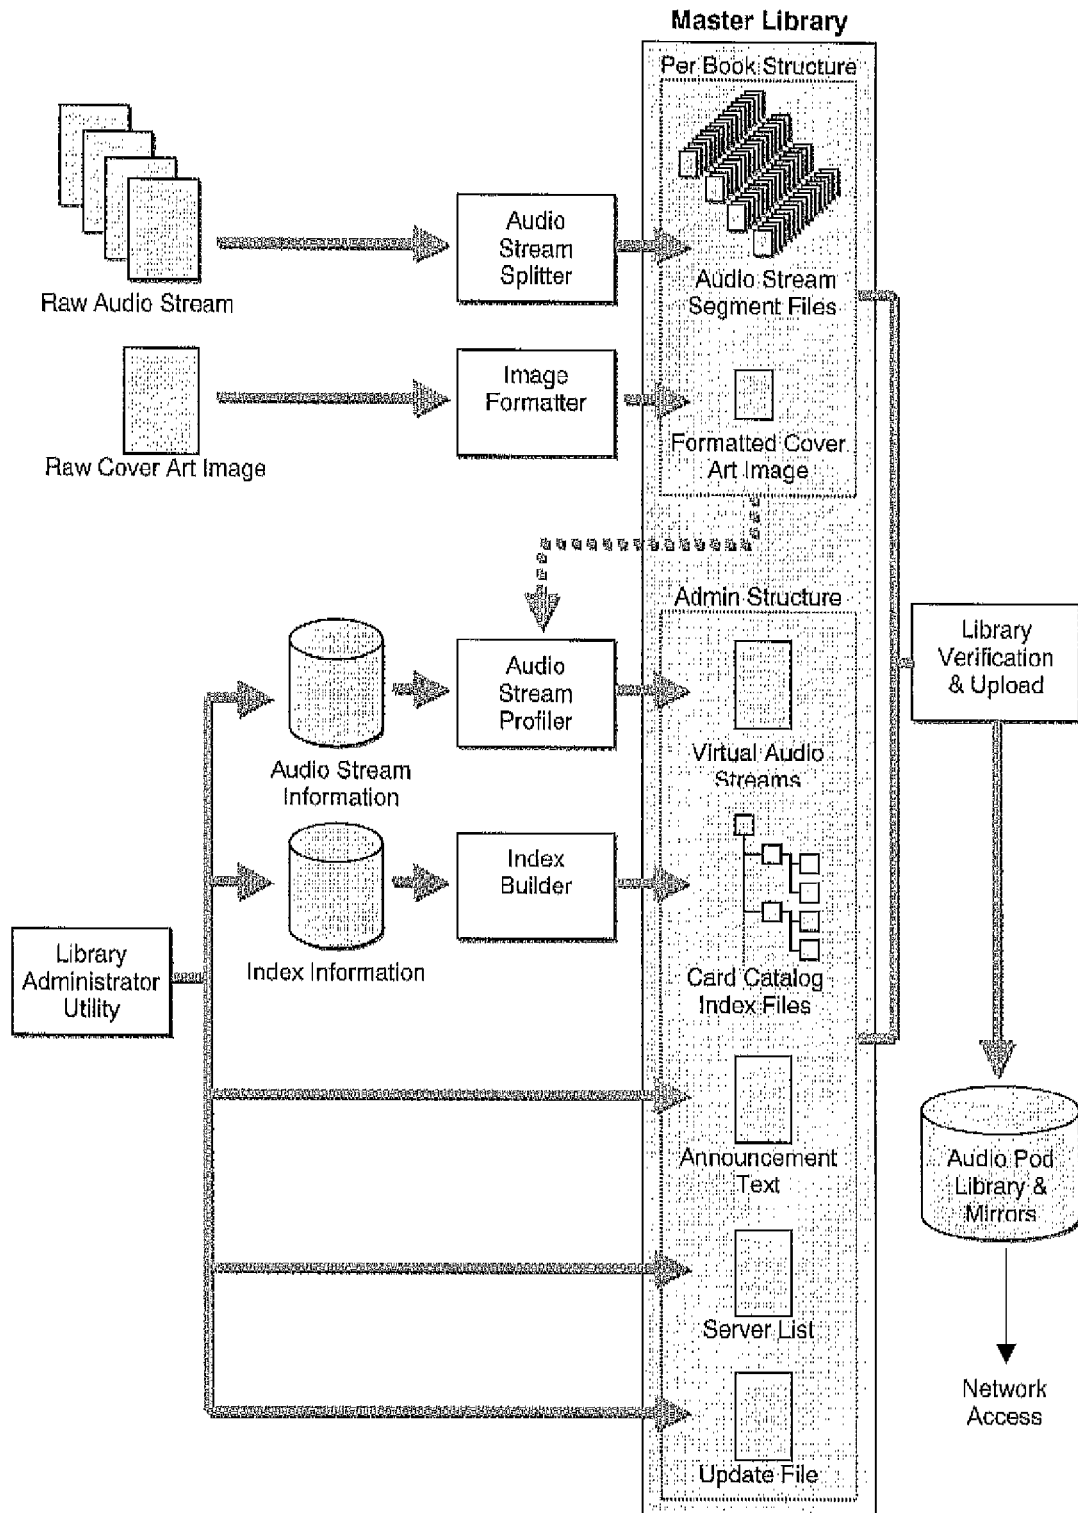 Master Library
Per Book Structure
Audio
Stream
Splitter
Raw Audio Stream
Audio Stream
Segment Files
Image
Formatter
Raw Cover Art Image
Formatted Cover
Art Image
Admin Structure
Audio
Stream
Profiler
Library
Verification
& Upload
Audio Stream
Information
Virtual Audio
Streams
Index
Builder
Library
Administrator
Utility
Index Information
Card Catalog
Index Files
Announcement
Text
Audio Pod
Library &
Mirrors
Server List
Network
Access
Update File